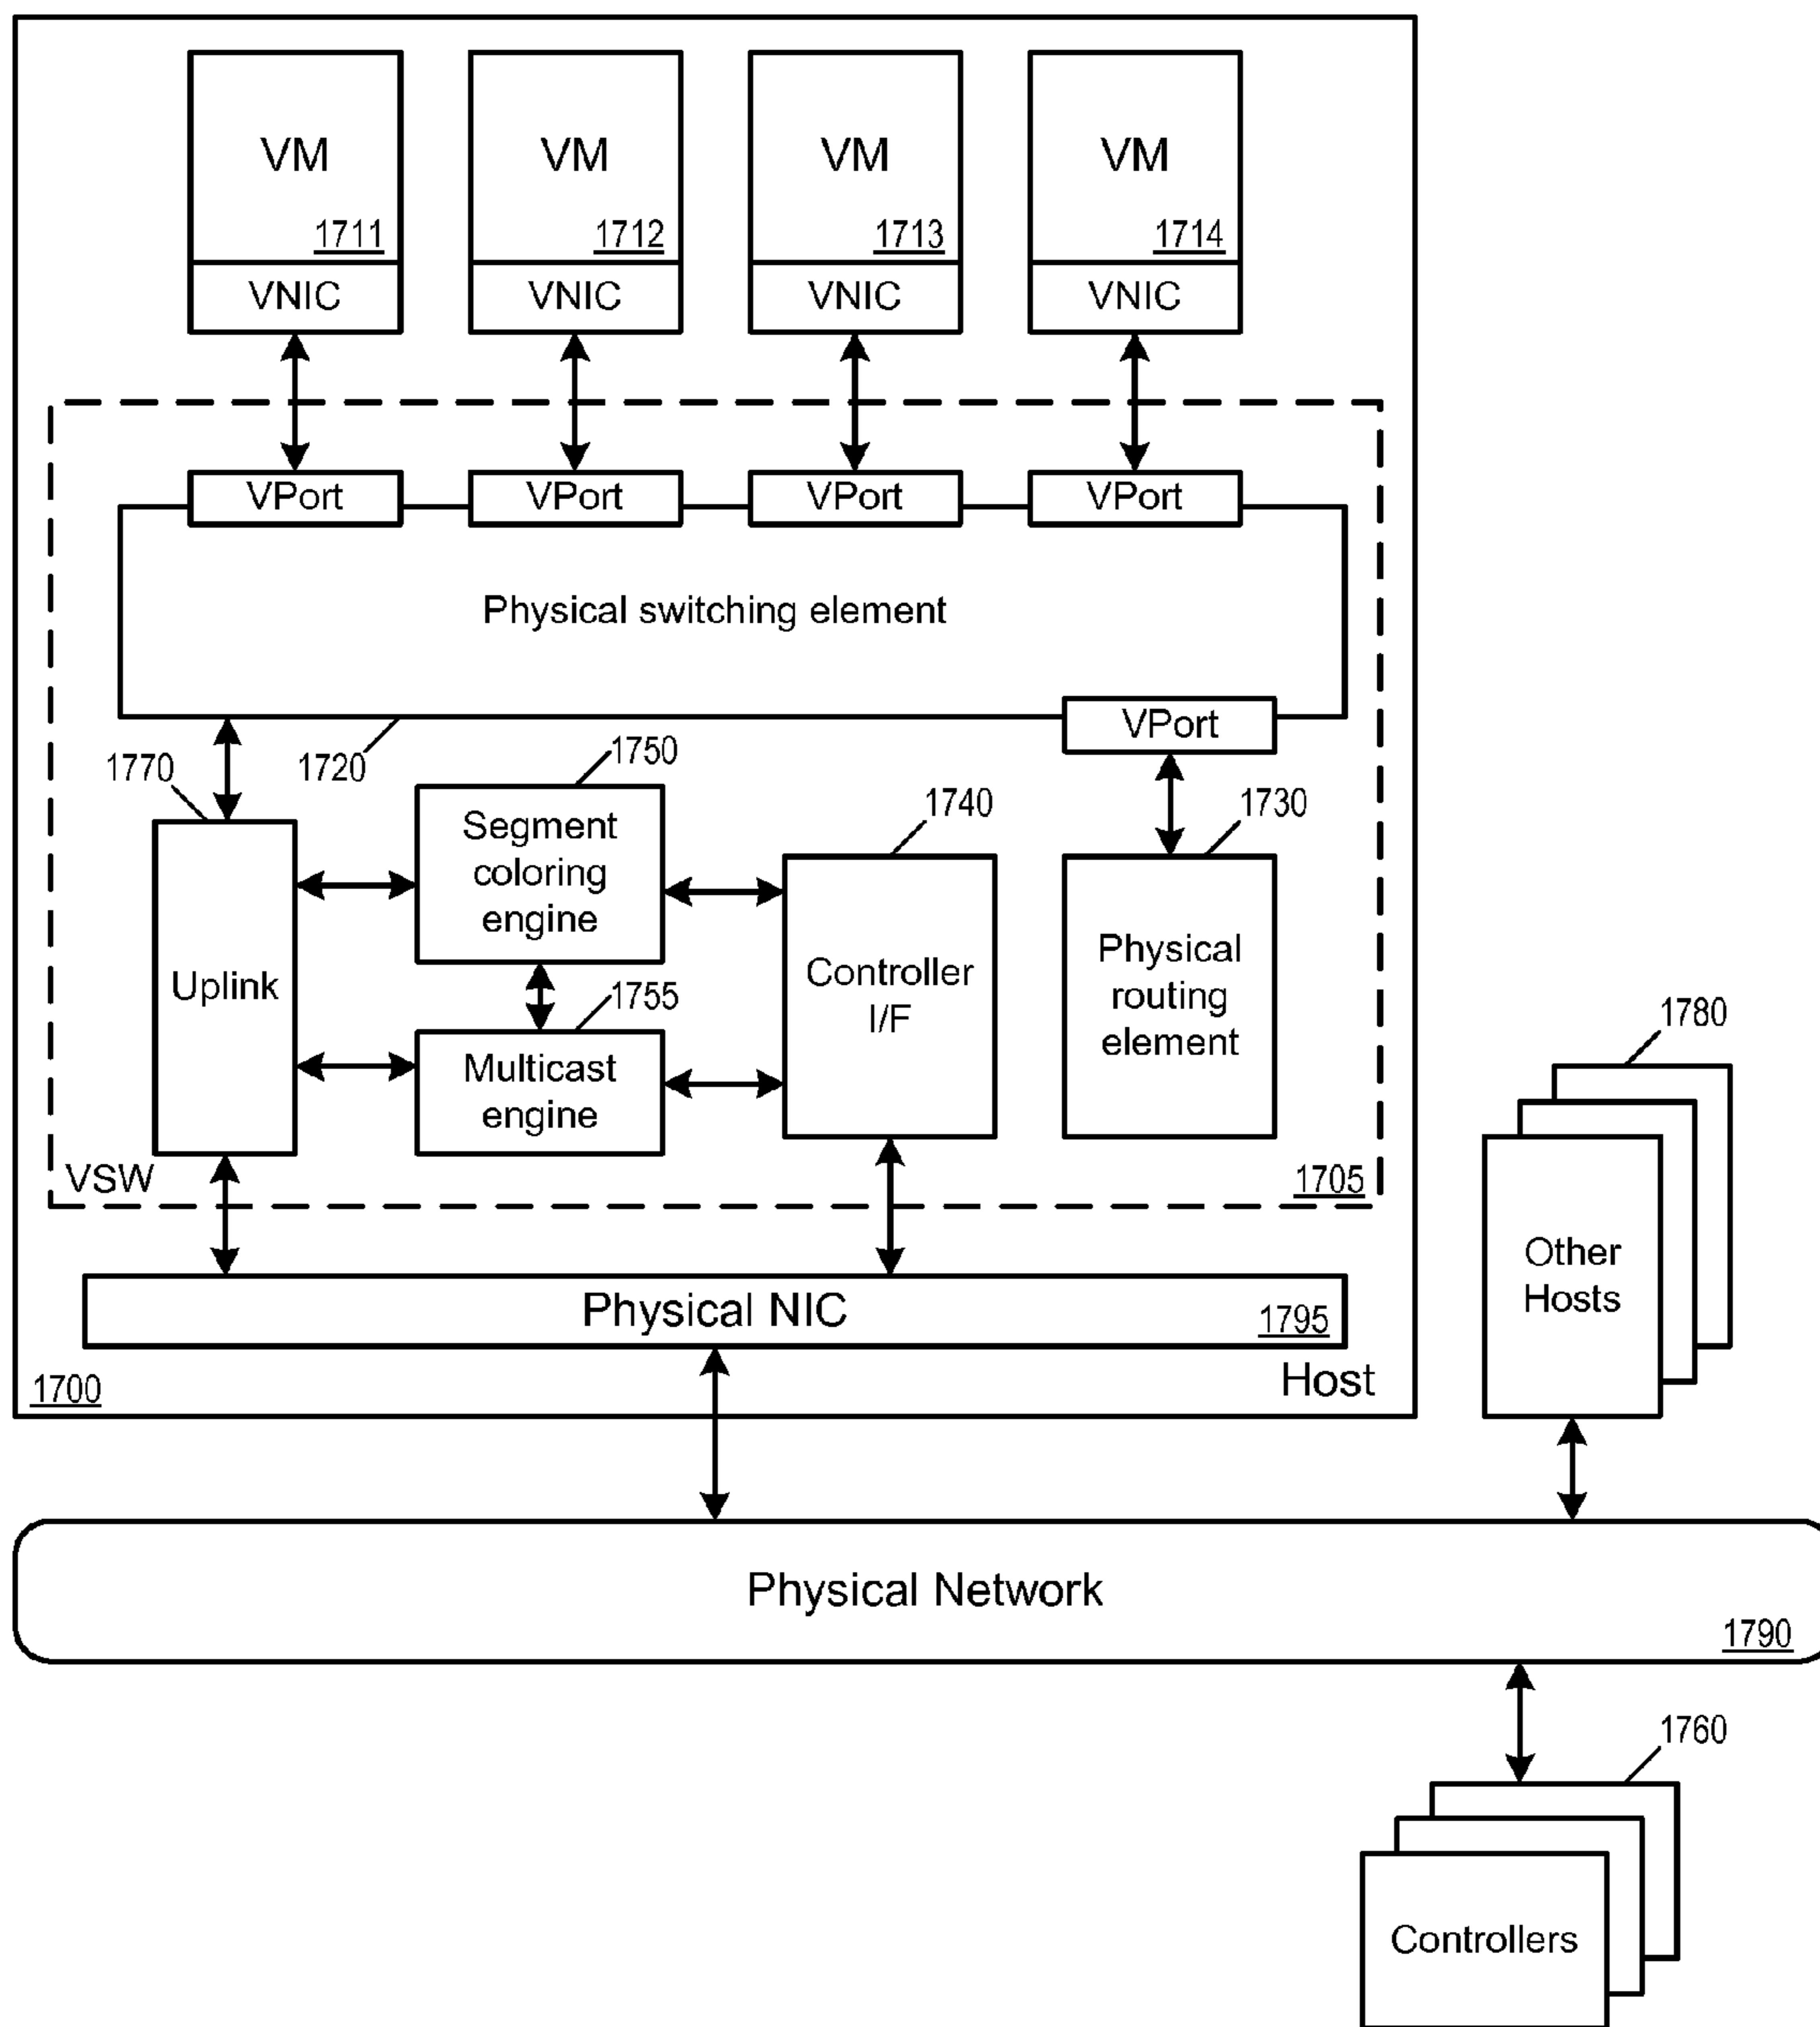 VM
1711
VNIC
VM
1712
VNIC
VM
1713
VNIC
VM
1714
VNIC
VPort
VPort
VPort
VPort
Physical switching element
VPort
1720
1770
Uplink
1750
Segment
coloring
engine
1755
Multicast
engine
1740
Controller
I/F
1730
Physical
routing
element
VSW
1705
Physical NIC
1795
1700
Host
1780
Other
Hosts
Physical Network
1790
1760
Controllers